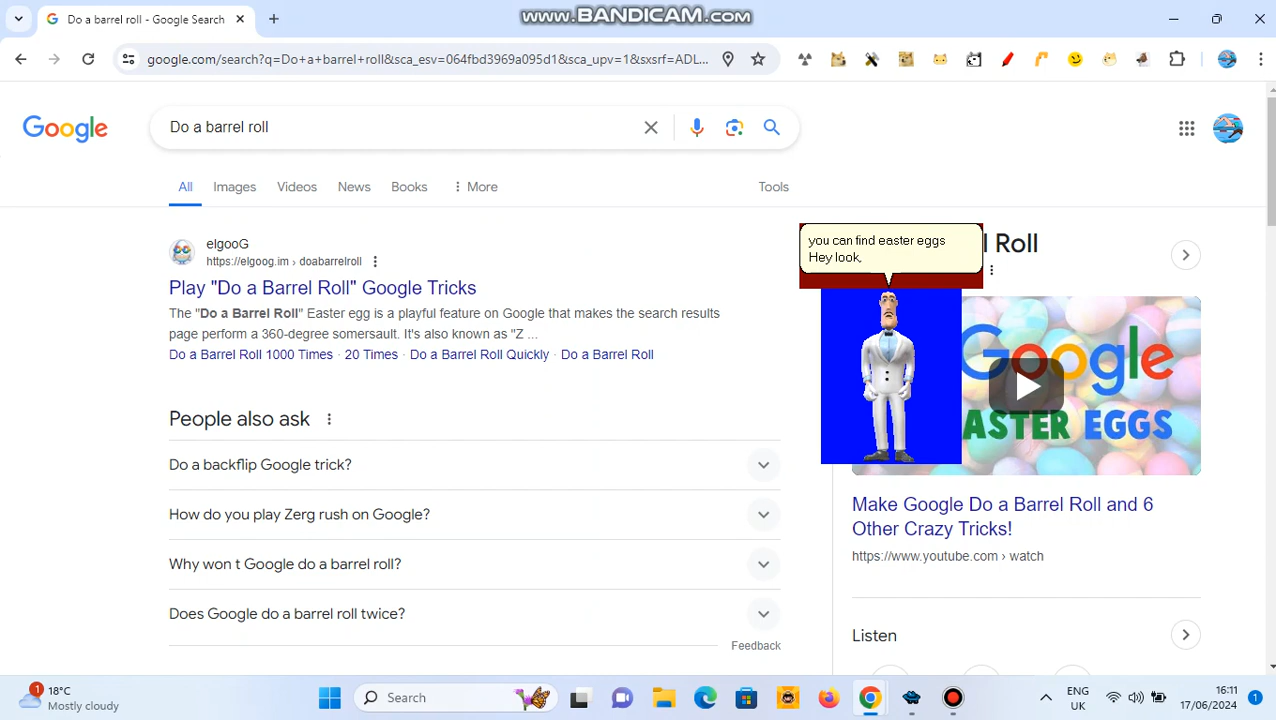 www.BANDICAM.com
Do a barrel roll - Google Search
google.com/search?q=Do+a+barrel+roll&sca_esv=064fbd3969a095d1&sca_upv=1&sxsrf=ADL...
Google
Do a barrel roll
All Images Videos News Books More Tools
elgooG
https://elgoog.im › doabarrelroll
Play "Do a Barrel Roll" Google Tricks
The "Do a Barrel Roll" Easter egg is a playful feature on Google that makes the search results
page perform a 360-degree somersault. It's also known as "Z ...
Do a Barrel Roll 1000 Times · 20 Times · Do a Barrel Roll Quickly · Do a Barrel Roll
People also ask
Do a backflip Google trick?
How do you play Zerg rush on Google?
Why won t Google do a barrel roll?
Does Google do a barrel roll twice?
Feedback
you can find easter eggs
Hey look,
l Roll
Google
ASTER EGGS
Make Google Do a Barrel Roll and 6
Other Crazy Tricks!
https://www.youtube.com › watch
Listen
1
18°C
Mostly cloudy
Search
ENG
UK
16:11
17/06/2024
1